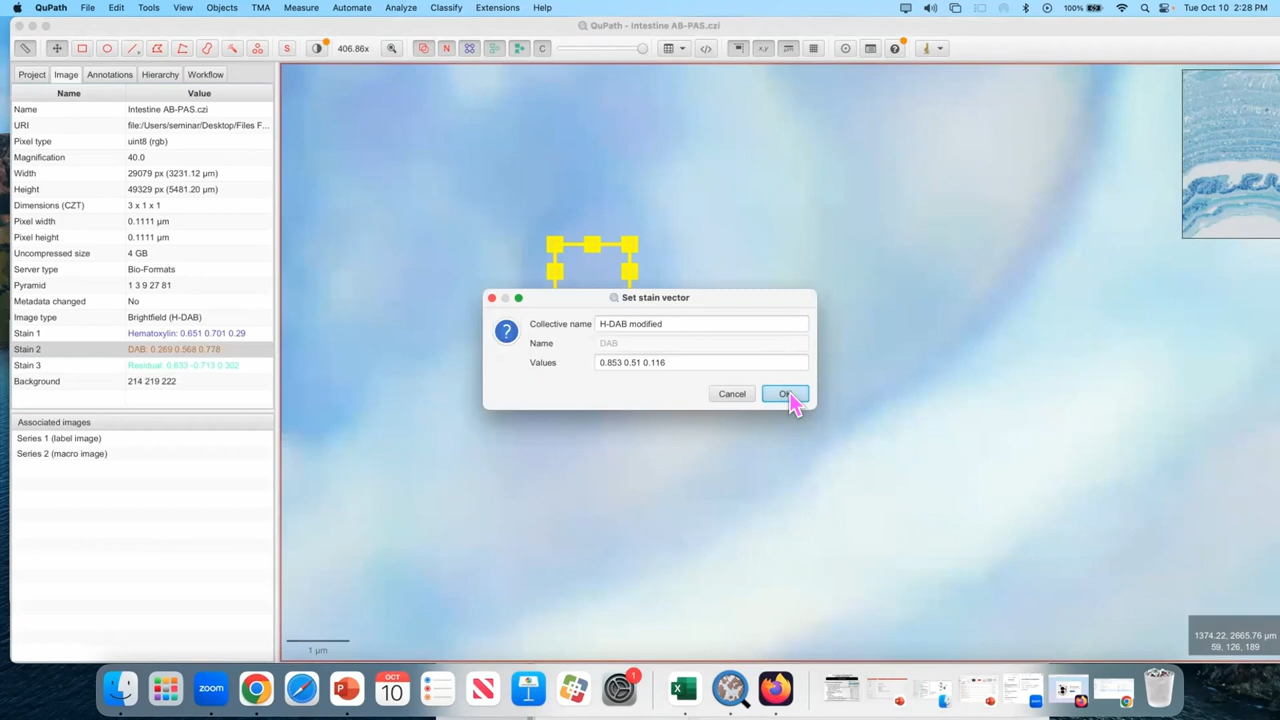 QuPath File Edit Tools View Objects TMA Measure Automate Analyze Classify Extensions Help 100% Tue Oct 10 2:28 PM
QuPath - Intestine AB-PAS.czi
S 406.86x N C
Project Image Annotations Hierarchy Workflow
Name Value
Name Intestine AB-PAS.czi
URI file:/Users/seminar/Desktop/Files F...
Pixel type uint8 (rgb)
Magnification 40.0
Width 29079 px (3231.12 µm)
Height 49329 px (5481.20 µm)
Dimensions (CZT) 3 x 1 x 1
Pixel width 0.1111 µm
Pixel height 0.1111 µm
Uncompressed size 4 GB
Server type Bio-Formats
Pyramid 1 3 9 27 81
Metadata changed No
Image type Brightfield (H-DAB)
Stain 1 Hematoxylin: 0.651 0.701 0.29
Stain 2 DAB: 0.269 0.568 0.778
Stain 3 Residual: 0.633 -0.713 0.302
Background 214 219 222
Associated images
Series 1 (label image)
Series 2 (macro image)
Set stain vector
Collective name H-DAB modified
Name DAB
Values 0.853 0.51 0.116
Cancel OK
1 µm
1374.22, 2665.76 µm
59, 126, 189
zoom
OCT
10
1